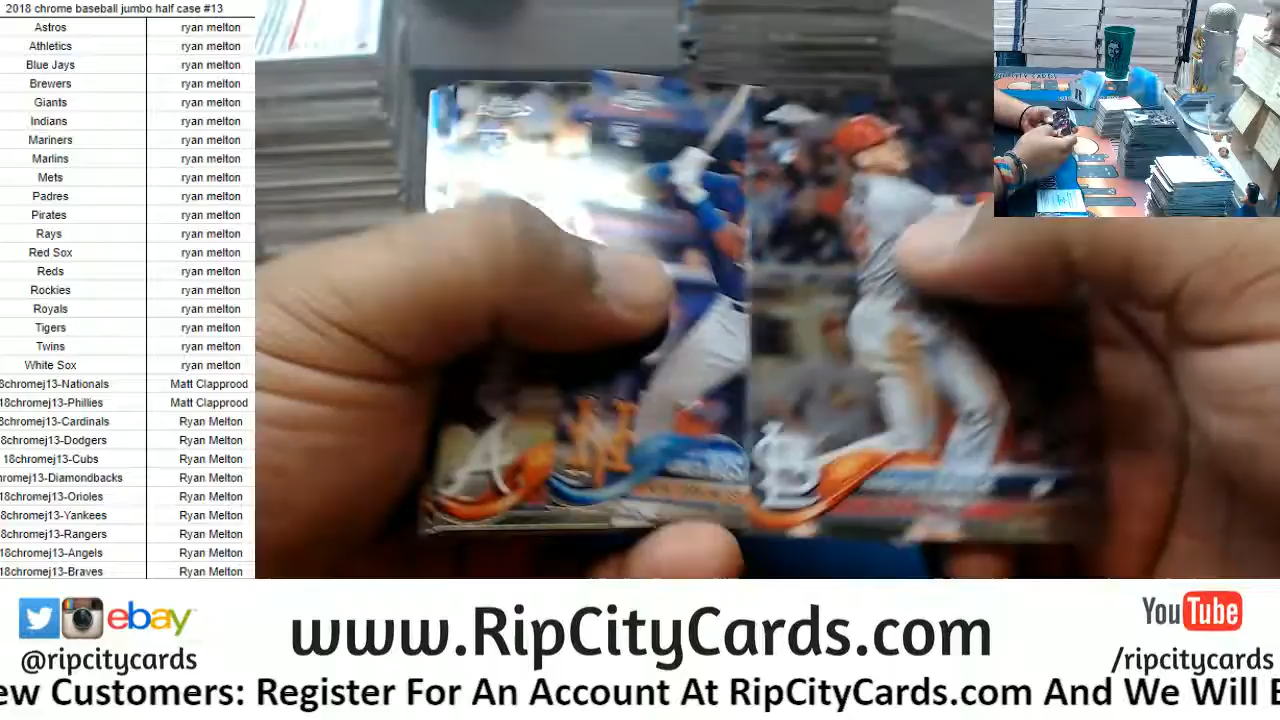 2018 chrome baseball jumbo half case #13
Astros ryan melton
Athletics ryan melton
Blue Jays ryan melton
Brewers ryan melton
Giants ryan melton
Indians ryan melton
Mariners ryan melton
Marlins ryan melton
Mets ryan melton
Padres ryan melton
Pirates ryan melton
Rays ryan melton
Red Sox ryan melton
Reds ryan melton
Rockies ryan melton
Royals ryan melton
Tigers ryan melton
Twins ryan melton
White Sox ryan melton
8chromej13-Nationals Matt Clapprood
18chromej13-Phillies Matt Clapprood
8chromej13-Cardinals Ryan Melton
8chromej13-Dodgers Ryan Melton
18chromej13-Cubs Ryan Melton
hromej13-Diamondbacks Ryan Melton
18chromej13-Orioles Ryan Melton
8chromej13-Yankees Ryan Melton
8chromej13-Rangers Ryan Melton
18chromej13-Angels Ryan Melton
18chromej13-Braves Ryan Melton
NY
STL
ebay
@ripcitycards
www.RipCityCards.com
YouTube
/ripcitycards
ew Customers: Register For An Account At RipCityCards.com And We Will